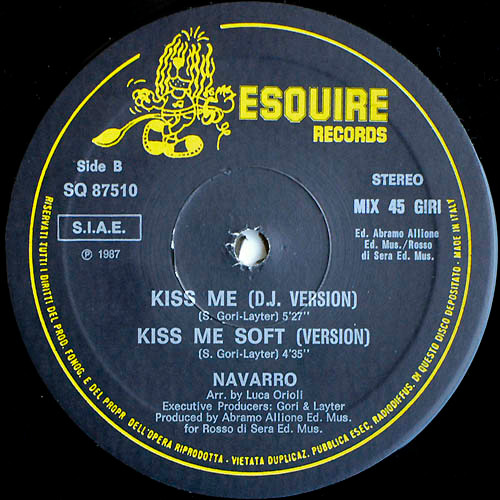 ESQUIRE
RECORDS
Side B
SQ 87510
S.I.A.E.
℗ 1987
STEREO
MIX 45 GIRI
Ed. Abramo Allione
Ed. Mus./Rosso
di Sera Ed. Mus.
KISS ME (D.J. VERSION)
(S. Gori-Layter) 5'27''
KISS ME SOFT (VERSION)
(S. Gori-Layter) 4'35''
NAVARRO
Arr. by Luca Orioli
Executive Producers: Gori & Layter
Produced by Abramo Allione Ed. Mus.
for Rosso di Sera Ed. Mus.
RISERVATI TUTTI I DIRITTI DEL PROD. FONOG. E DEL PROPR. DELL'OPERA RIPRODOTTA - VIETATA DUPLICAZ. PUBBLICA ESEC. RADIODIFFUS. DI QUESTO DISCO DEPOSITATO - MADE IN ITALY